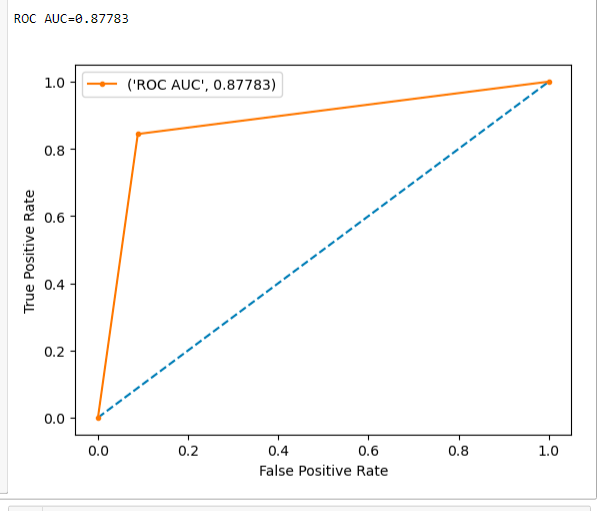 ROC AUC=0.87783
('ROC AUC', 0.87783)
True Positive Rate
1.0
0.8
0.6
0.4
0.2
0.0
0.0 0.2 0.4 0.6 0.8 1.0
False Positive Rate